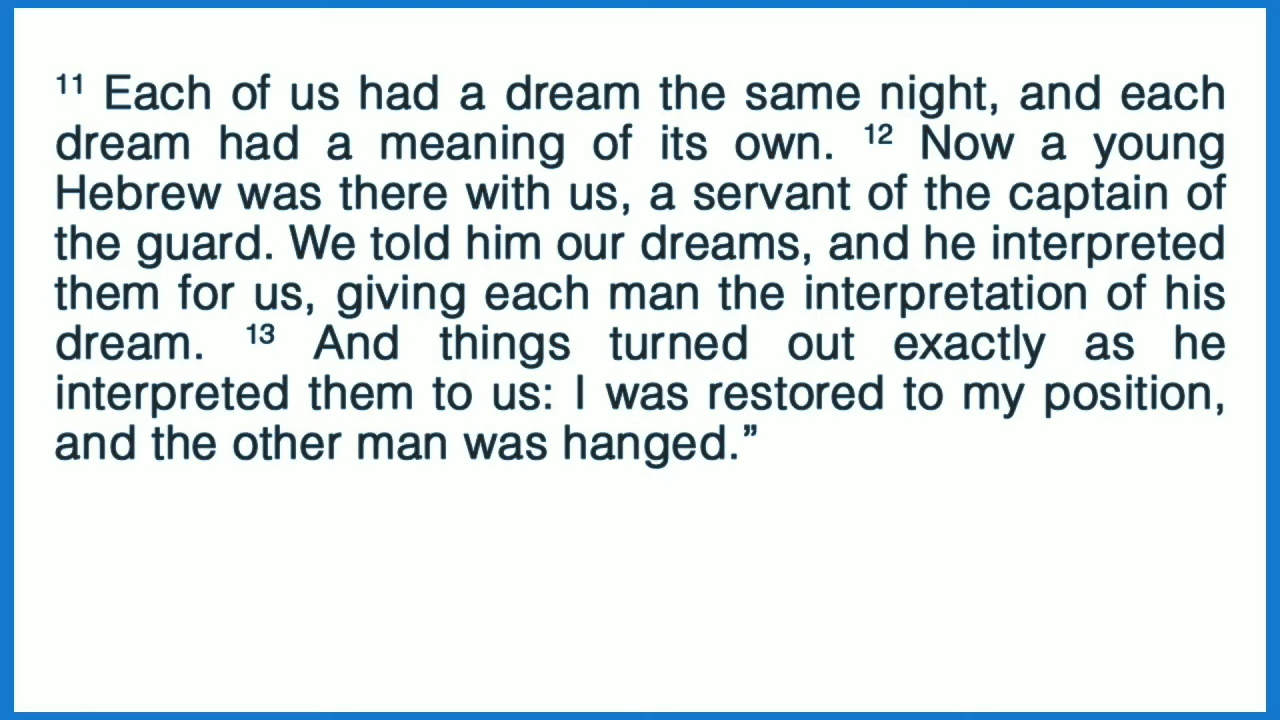 ¹¹ Each of us had a dream the same night, and each
dream had a meaning of its own. ¹² Now a young
Hebrew was there with us, a servant of the captain of
the guard. We told him our dreams, and he interpreted
them for us, giving each man the interpretation of his
dream. ¹³ And things turned out exactly as he
interpreted them to us: I was restored to my position,
and the other man was hanged.”